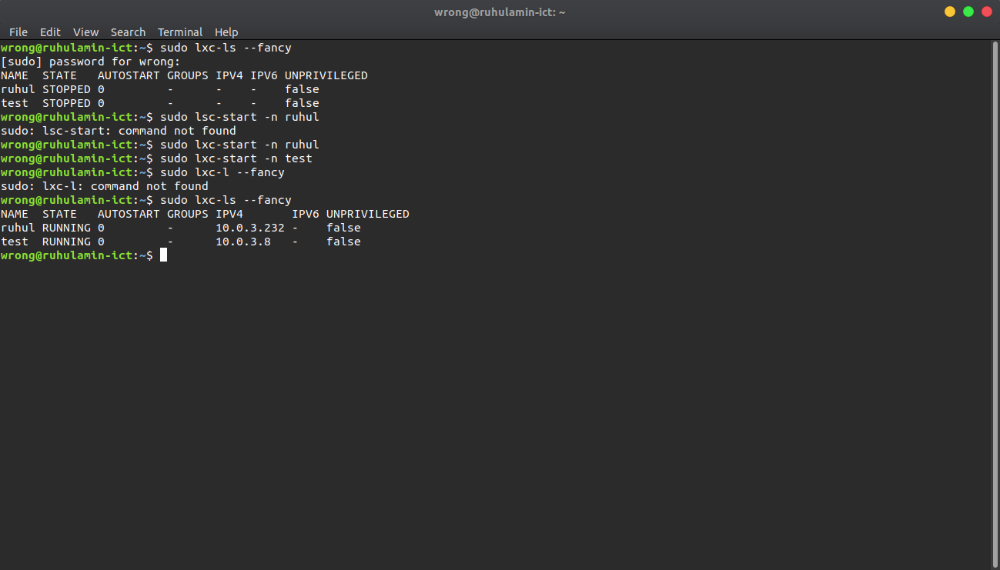 wrong@ruhulamin-ict: ~
File Edit View Search Terminal Help
wrong@ruhulamin-ict:~$ sudo lxc-ls --fancy
[sudo] password for wrong:
NAME  STATE   AUTOSTART GROUPS IPV4 IPV6 UNPRIVILEGED
ruhul STOPPED 0         -      -    -    false
test  STOPPED 0         -      -    -    false
wrong@ruhulamin-ict:~$ sudo lsc-start -n ruhul
sudo: lsc-start: command not found
wrong@ruhulamin-ict:~$ sudo lxc-start -n ruhul
wrong@ruhulamin-ict:~$ sudo lxc-start -n test
wrong@ruhulamin-ict:~$ sudo lxc-l --fancy
sudo: lxc-l: command not found
wrong@ruhulamin-ict:~$ sudo lxc-ls --fancy
NAME  STATE   AUTOSTART GROUPS IPV4       IPV6 UNPRIVILEGED
ruhul RUNNING 0         -      10.0.3.232 -    false
test  RUNNING 0         -      10.0.3.8   -    false
wrong@ruhulamin-ict:~$